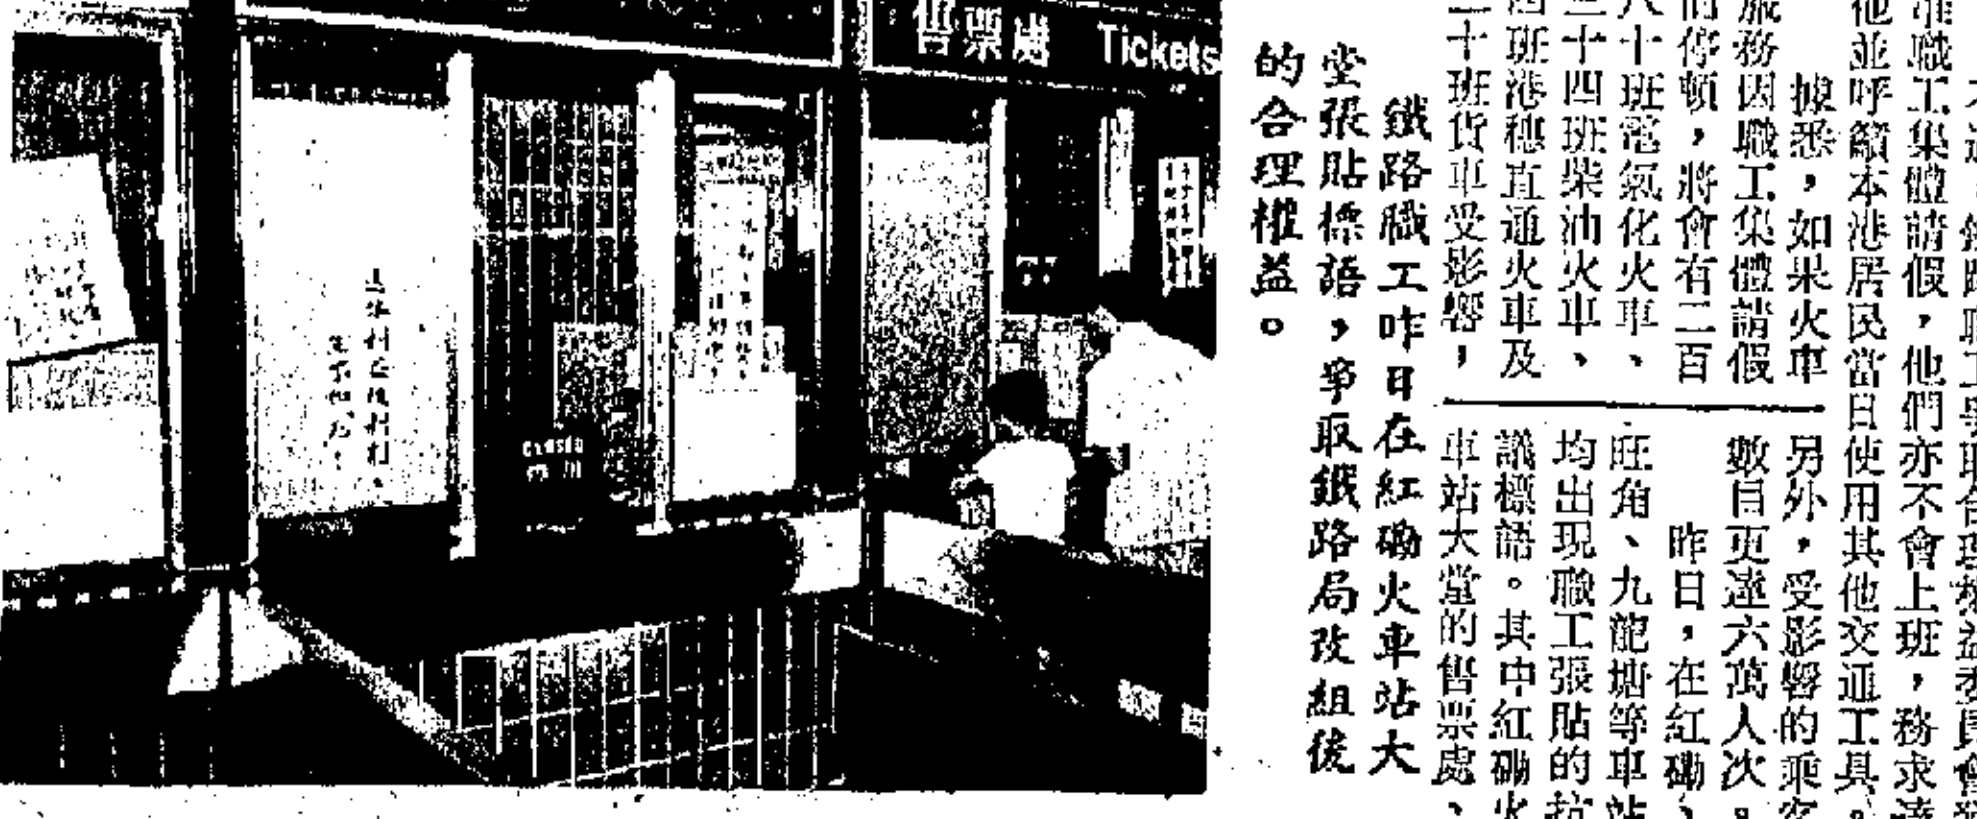 售票處 Tickets
Closed
准職工集體請假，他們亦不會上班，務求達
他並呼籲本港居民當日使用其他交通工具。
據悉，如果火車
服務因職工集體請假
的停頓，將會有二百
八十班電氣化火車、
三十四班柴油火車、
四班港穗直通火車及
二十班貨車受影響，
另外，受影響的乘客
數目更達六萬人次。
昨日，在紅磡、
旺角、九龍塘等車站
均出現職工張貼的抗
議標語。其中紅磡火
車站大堂的售票處、
鐵路職工昨日在紅磡火車站大
堂張貼標語，爭取鐵路局改組後
的合理權益。